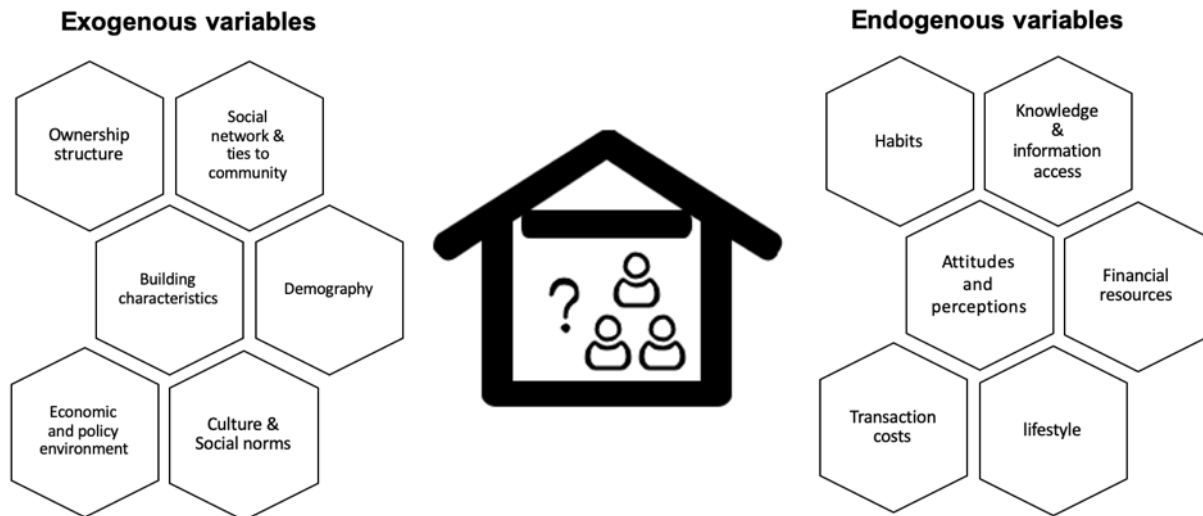 Exogenous variables
Ownership
structure
Social
network &
ties to
community
Building
characteristics
Demography
Economic
and policy
environment
Culture &
Social norms
?
Endogenous variables
Habits
Knowledge
&
information
access
Attitudes
and
perceptions
Financial
resources
Transaction
costs
lifestyle